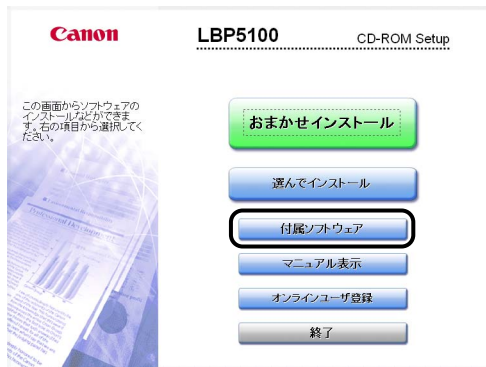 Canon
LBP5100 CD-ROM Setup
この画面からソフトウェアの
インストールなどができま
す。右の項目から選択してく
ださい。
おまかせインストール
選んでインストール
付属ソフトウェア
マニュアル表示
オンラインユーザ登録
終了